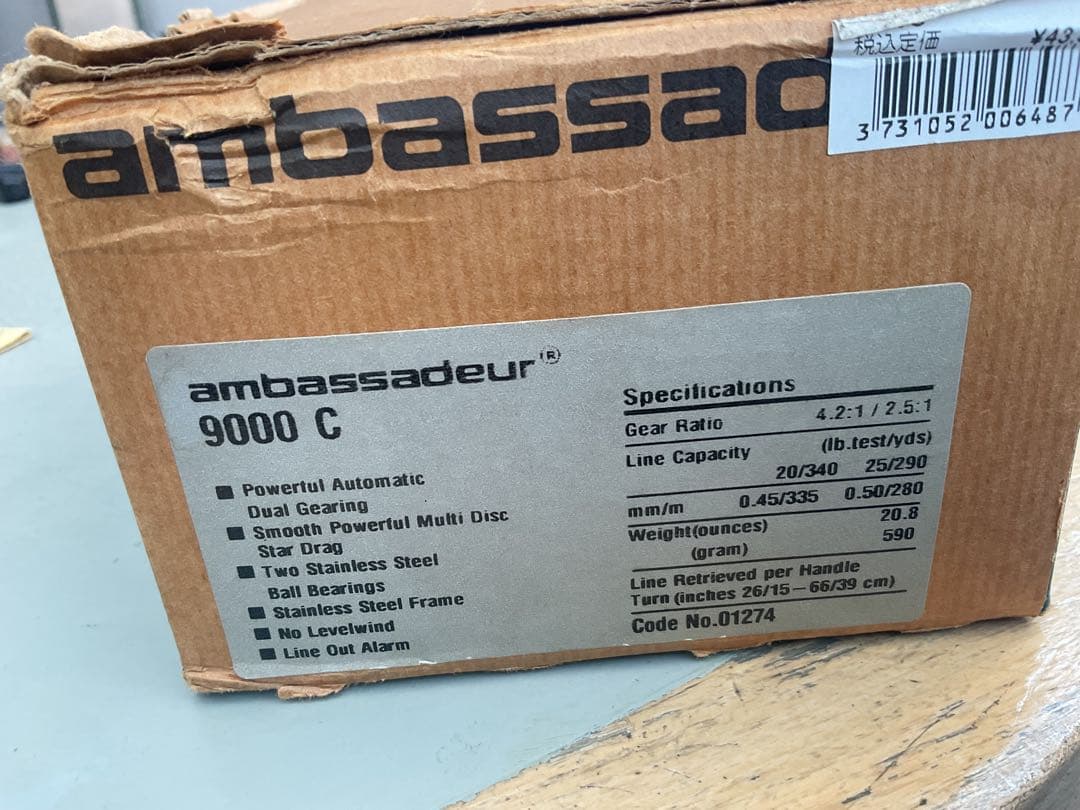 ambassad
税込定価 ¥43,
3 731052 006487
ambassadeur®
9000 C
■ Powerful Automatic
Dual Gearing
■ Smooth Powerful Multi Disc
Star Drag
■ Two Stainless Steel
Ball Bearings
■ Stainless Steel Frame
■ No Levelwind
■ Line Out Alarm
Specifications
Gear Ratio 4.2:1 / 2.5:1
Line Capacity (lb.test/yds)
20/340 25/290
mm/m 0.45/335 0.50/280
Weight(ounces) 20.8
(gram) 590
Line Retrieved per Handle
Turn (inches 26/15—66/39 cm)
Code No.01274